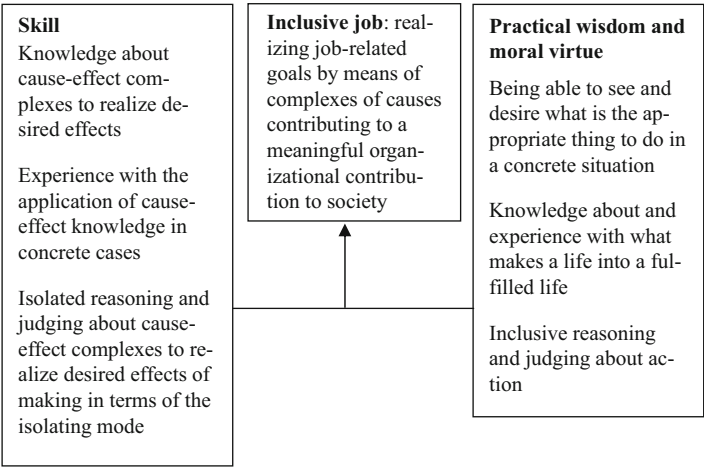 Skill
Knowledge about
cause-effect com-
plexes to realize de-
sired effects
Experience with the
application of cause-
effect knowledge in
concrete cases
Isolated reasoning and
judging about cause-
effect complexes to re-
alize desired effects of
making in terms of the
isolating mode
Inclusive job: real-
izing job-related
goals by means of
complexes of causes
contributing to a
meaningful organ-
izational contribu-
tion to society
Practical wisdom and
moral virtue
Being able to see and
desire what is the ap-
propriate thing to do in
a concrete situation
Knowledge about and
experience with what
makes a life into a ful-
filled life
Inclusive reasoning
and judging about ac-
tion